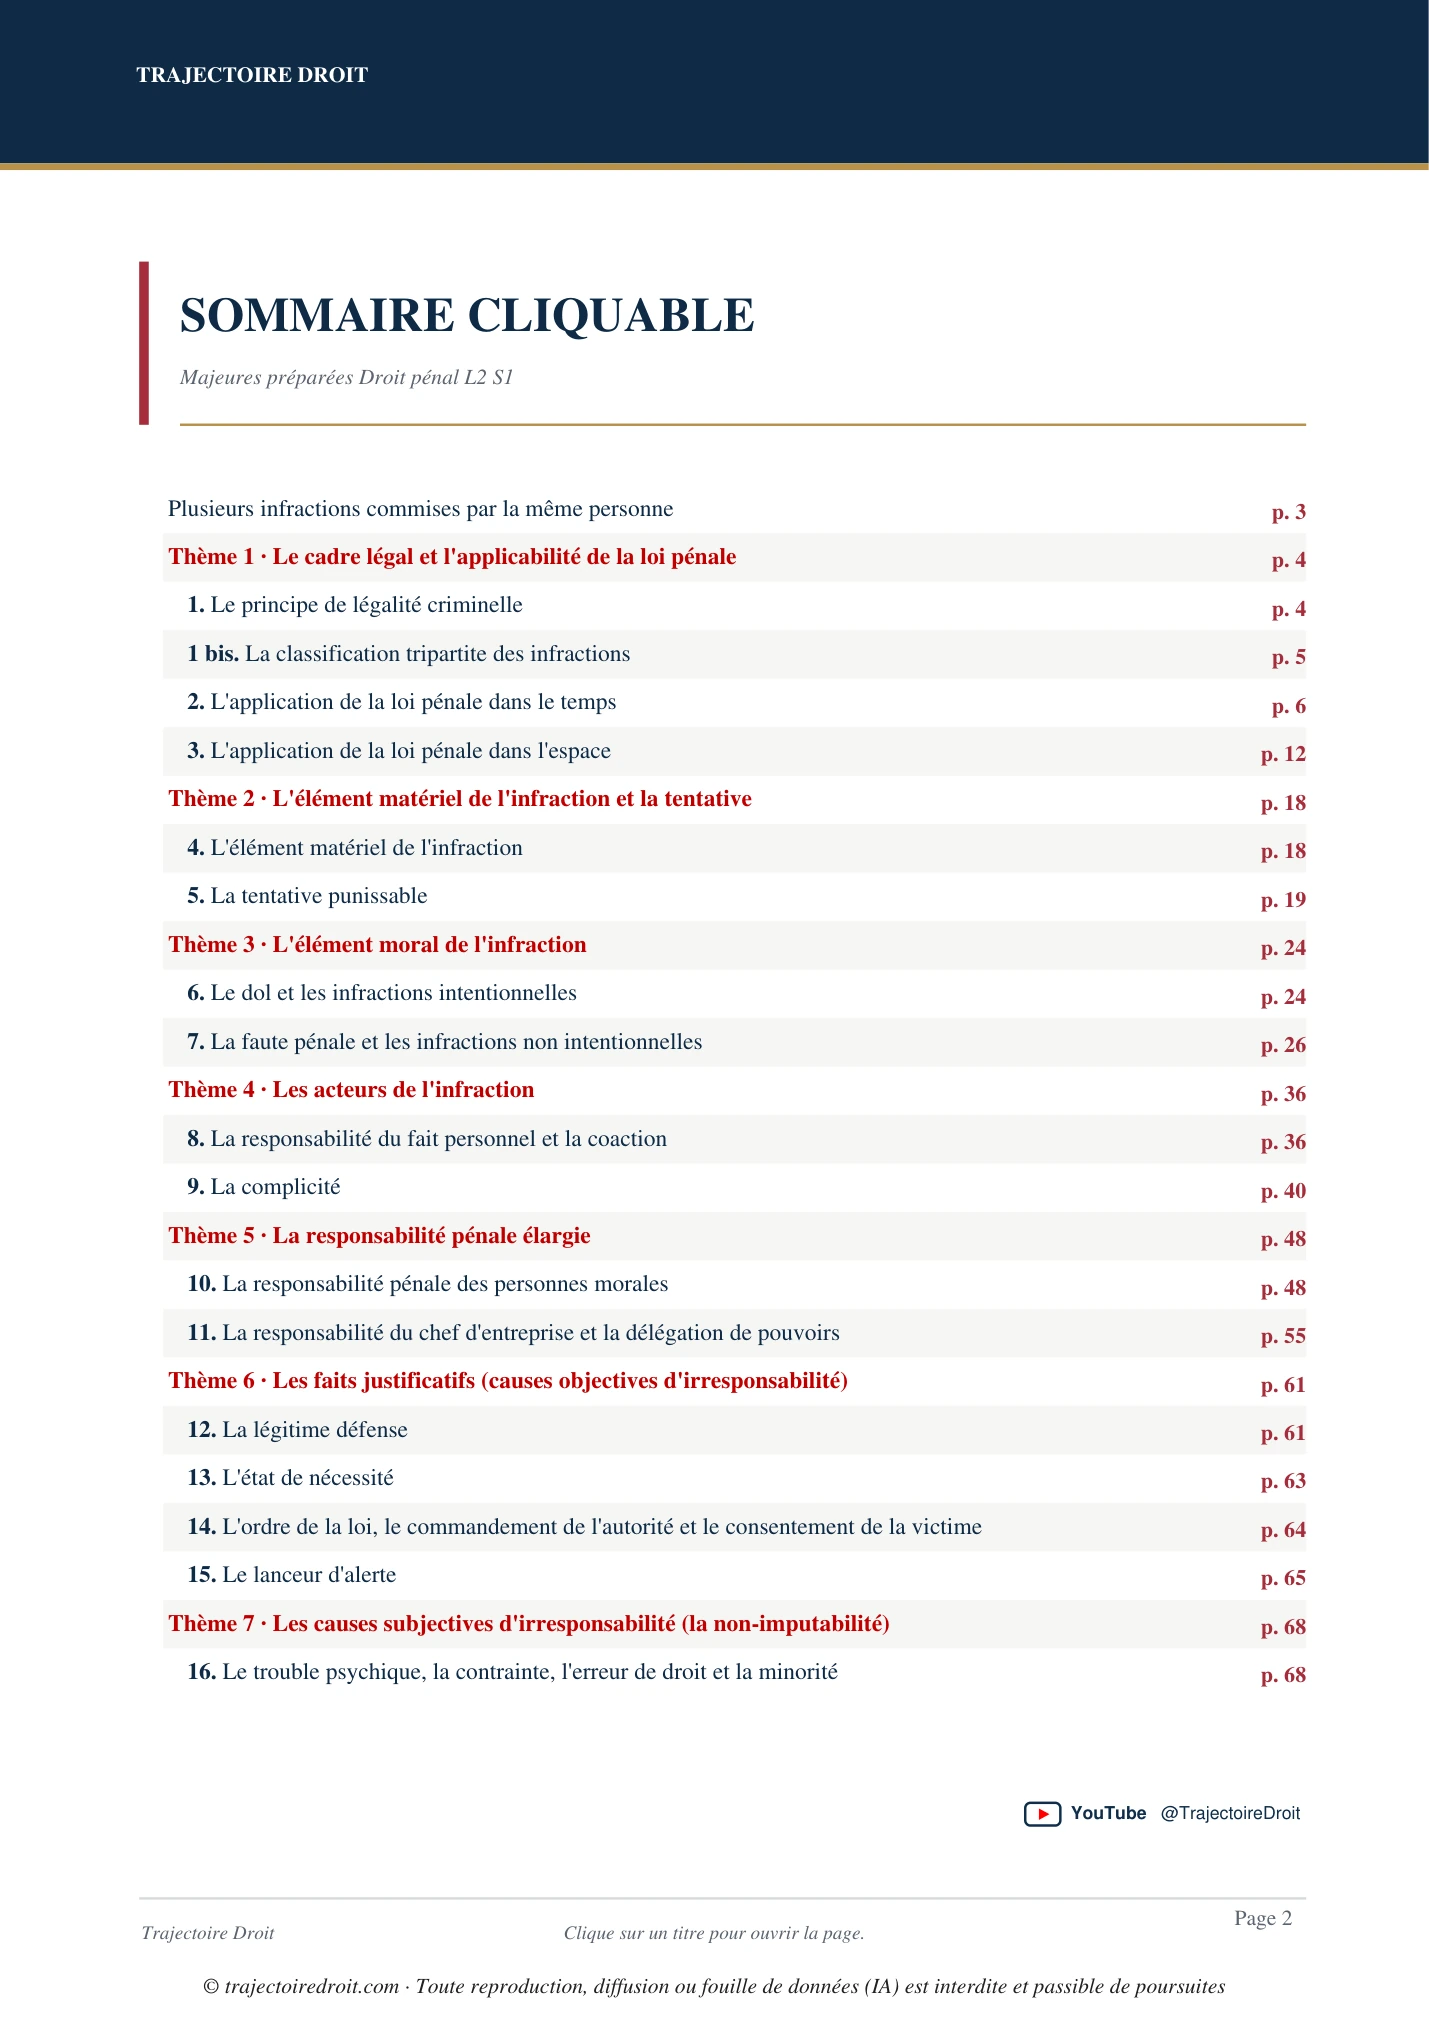 TRAJECTOIRE DROIT
SOMMAIRE CLIQUABLE
Majeures préparées Droit pénal L2 S1
Plusieurs infractions commises par la même personne p. 3
Thème 1 · Le cadre légal et l'applicabilité de la loi pénale p. 4
1. Le principe de légalité criminelle p. 4
1 bis. La classification tripartite des infractions p. 5
2. L'application de la loi pénale dans le temps p. 6
3. L'application de la loi pénale dans l'espace p. 12
Thème 2 · L'élément matériel de l'infraction et la tentative p. 18
4. L'élément matériel de l'infraction p. 18
5. La tentative punissable p. 19
Thème 3 · L'élément moral de l'infraction p. 24
6. Le dol et les infractions intentionnelles p. 24
7. La faute pénale et les infractions non intentionnelles p. 26
Thème 4 · Les acteurs de l'infraction p. 36
8. La responsabilité du fait personnel et la coaction p. 36
9. La complicité p. 40
Thème 5 · La responsabilité pénale élargie p. 48
10. La responsabilité pénale des personnes morales p. 48
11. La responsabilité du chef d'entreprise et la délégation de pouvoirs p. 55
Thème 6 · Les faits justificatifs (causes objectives d'irresponsabilité) p. 61
12. La légitime défense p. 61
13. L'état de nécessité p. 63
14. L'ordre de la loi, le commandement de l'autorité et le consentement de la victime p. 64
15. Le lanceur d'alerte p. 65
Thème 7 · Les causes subjectives d'irresponsabilité (la non-imputabilité) p. 68
16. Le trouble psychique, la contrainte, l'erreur de droit et la minorité p. 68
YouTube @TrajectoireDroit
Page 2
Trajectoire Droit Clique sur un titre pour ouvrir la page.
© trajectoiredroit.com · Toute reproduction, diffusion ou fouille de données (IA) est interdite et passible de poursuites